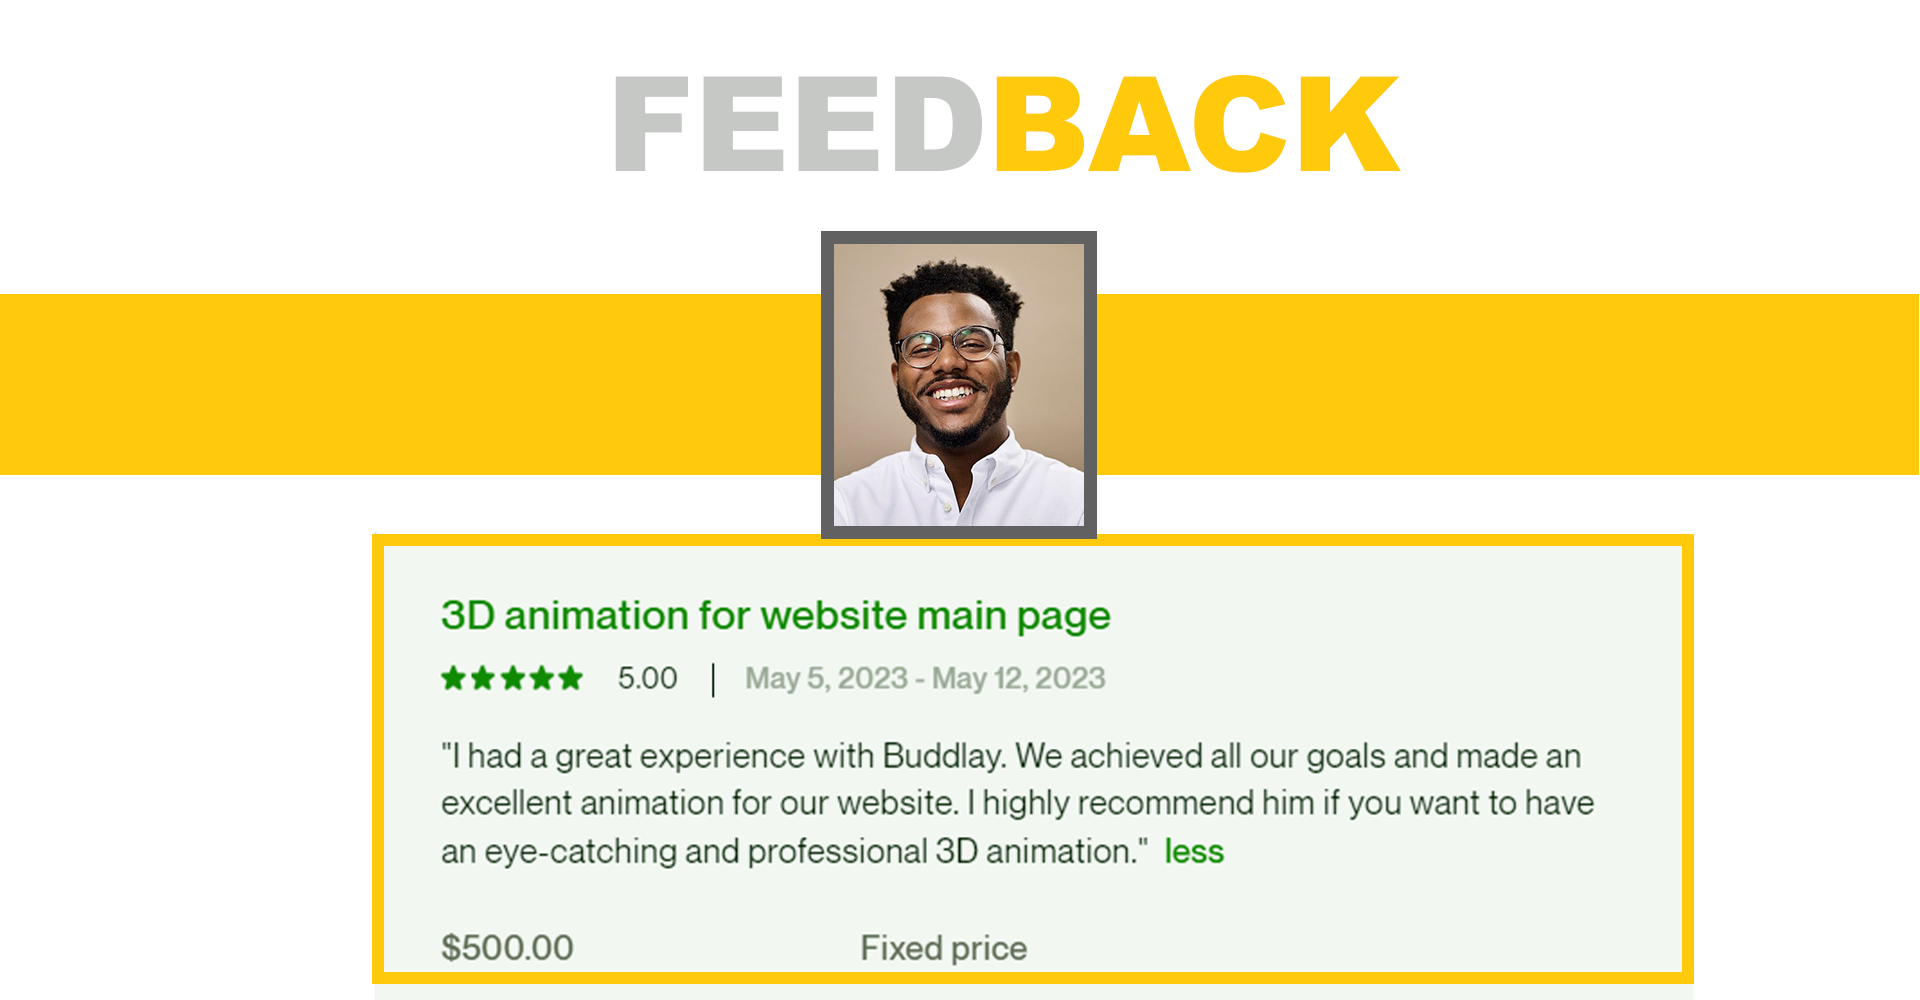 FEEDBACK
3D animation for website main page
5.00 | May 5, 2023 - May 12, 2023
"I had a great experience with Buddlay. We achieved all our goals and made an
excellent animation for our website. I highly recommend him if you want to have
an eye-catching and professional 3D animation." less
$500.00 Fixed price